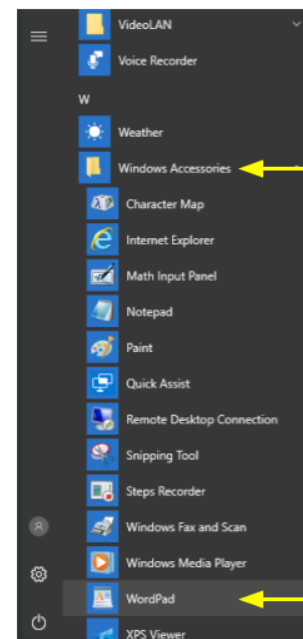 VideoLAN
Voice Recorder
W
Weather
Windows Accessories
Character Map
Internet Explorer
Math Input Panel
Notepad
Paint
Quick Assist
Remote Desktop Connection
Snipping Tool
Steps Recorder
Windows Fax and Scan
Windows Media Player
WordPad
XPS Viewer